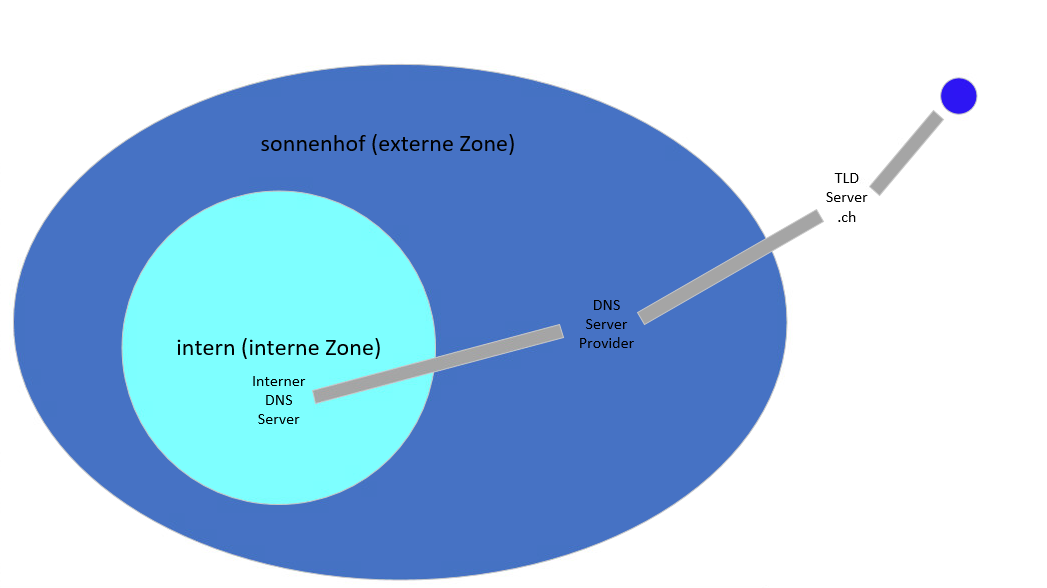 sonnenhof (externe Zone)
TLD
Server
.ch
DNS
Server
Provider
intern (interne Zone)
Interner
DNS
Server